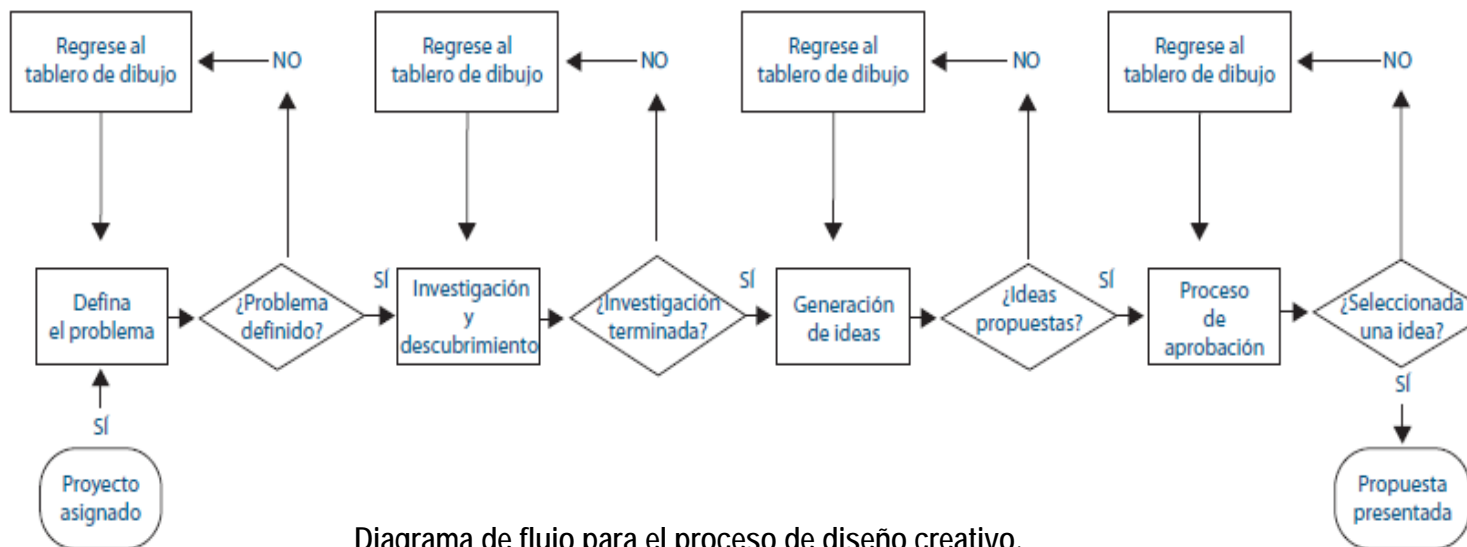 Regrese al
tablero de dibujo
NO
Regrese al
tablero de dibujo
NO
Regrese al
tablero de dibujo
NO
Regrese al
tablero de dibujo
NO
Defina
el problema
¿Problema
definido?
SÍ
Investigación
y
descubrimiento
¿Investigación
terminada?
SÍ
Generación
de ideas
¿Ideas
propuestas?
SÍ
Proceso
de
aprobación
¿Seleccionada
una idea?
SÍ
SÍ
Proyecto
asignado
Propuesta
presentada
Diagrama de flujo para el proceso de diseño creativo.